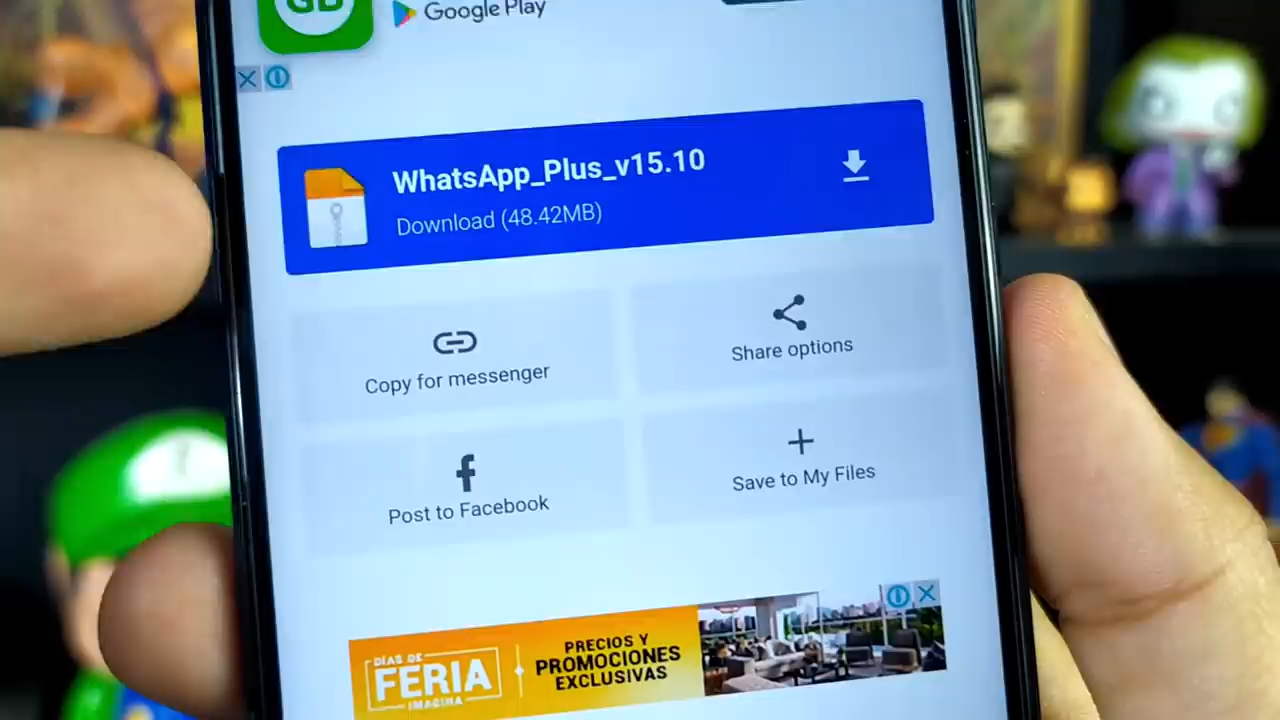 GB
Google Play
WhatsApp_Plus_v15.10
Download (48.42MB)
Copy for messenger
Share options
Post to Facebook
Save to My Files
DÍAS DE
FERIA
IMAGINA
PRECIOS Y
PROMOCIONES
EXCLUSIVAS